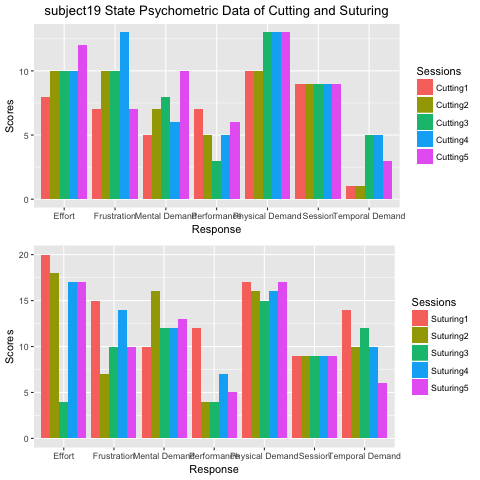 subject19 State Psychometric Data of Cutting and Suturing
Scores
10
5
0
Effort Frustration Mental Demand Performance Physical Demand Session Temporal Demand
Response
Sessions
Cutting1
Cutting2
Cutting3
Cutting4
Cutting5
Scores
20
15
10
5
0
Effort Frustration Mental Demand Performance Physical Demand Session Temporal Demand
Response
Sessions
Suturing1
Suturing2
Suturing3
Suturing4
Suturing5